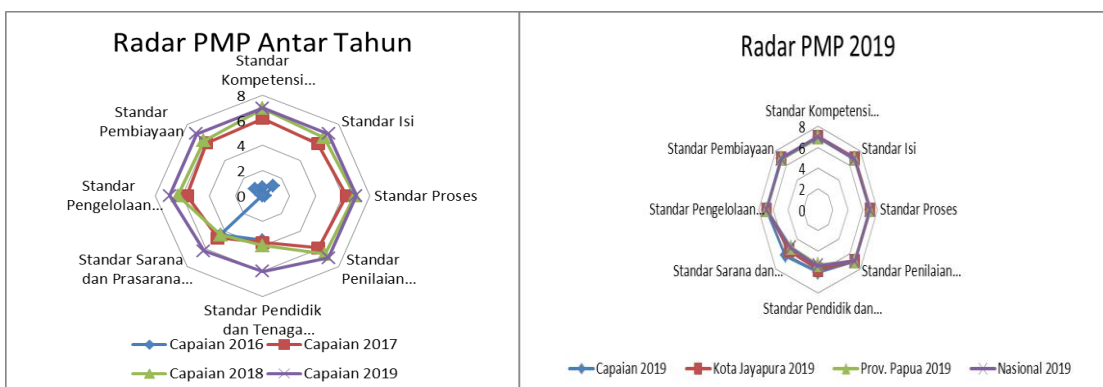 Radar PMP Antar Tahun
Standar
Kompetensi...
Standar Isi
Standar Proses
Standar
Penilaian...
Standar Pendidik
dan Tenaga...
Standar Sarana
dan Prasarana...
Standar
Pengelolaan...
Standar
Pembiayaan
8
6
4
2
0
Capaian 2016
Capaian 2017
Capaian 2018
Capaian 2019
Radar PMP 2019
Standar Kompetensi...
Standar Isi
Standar Proses
Standar Penilaian...
Standar Pendidik dan...
Standar Sarana dan...
Standar Pengelolaan...
Standar Pembiayaan
8
6
4
2
0
Capaian 2019
Kota Jayapura 2019
Prov. Papua 2019
Nasional 2019